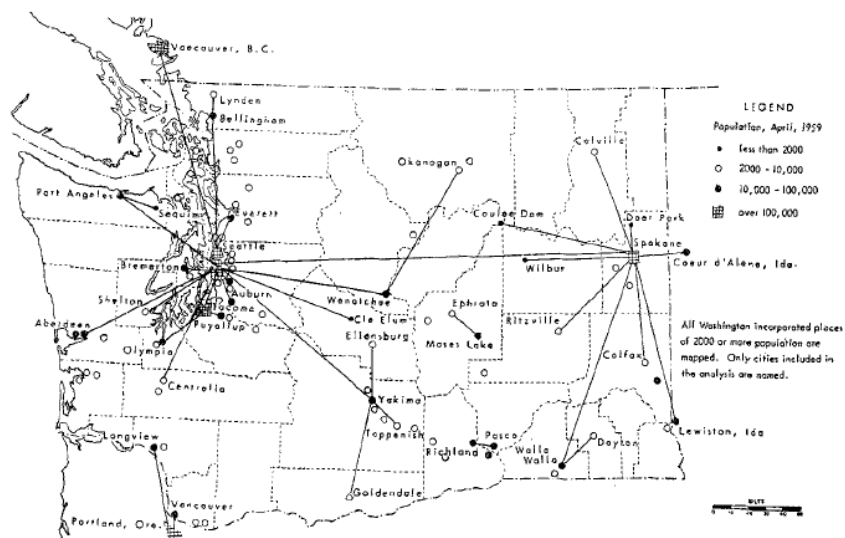 Vaecouver, B.C.
Lynden
Bellingham
LEGEND
Population, April, 1959
less than 2000
2000 - 10,000
10,000 - 100,000
over 100,000
Colville
Okanogan
Port Angeles
Sequim
Everett
Coulee Dam
Deer Park
Seattle
Spokane
Bremerton
Wilbur
Coeur d'Alene, Ida.
Auburn
Wenatchee
Shelton
Tacoma
Cle Elum
Ephrata
Puyallup
Ritzville
Aberdeen
Ellensburg
Moses Lake
All Washington incorporated places
of 2000 or more population are
mapped. Only cities included in
the analysis are named.
Olympia
Colfax
Centralia
Yakima
Toppenish
Lewiston, Ida
Longview
Richland
Pasco
Walla
Walla
Dayton
Goldendale
Vancouver
Portland, Ore.
MILES